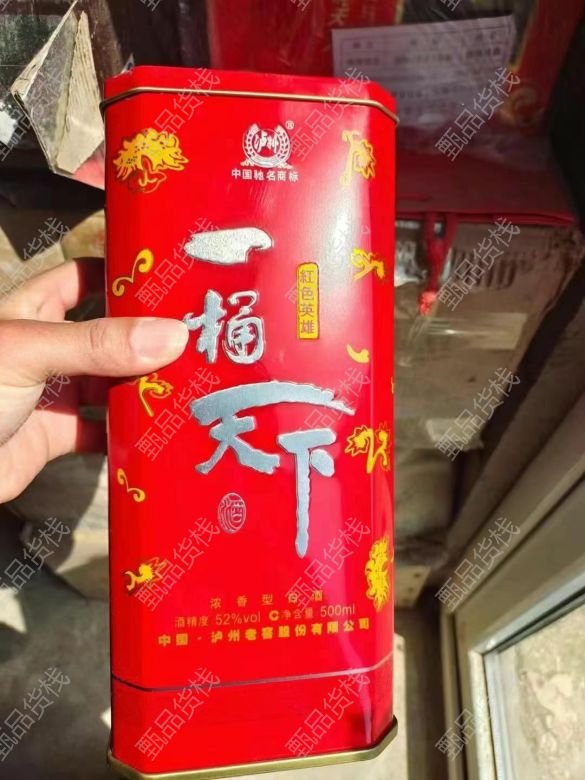 泸州
®
中国驰名商标
一桶天下
紅色英雄
酒
浓香型白酒
酒精度 52%vol 净含量 500ml
中国·泸州老窖股份有限公司
甄品货栈